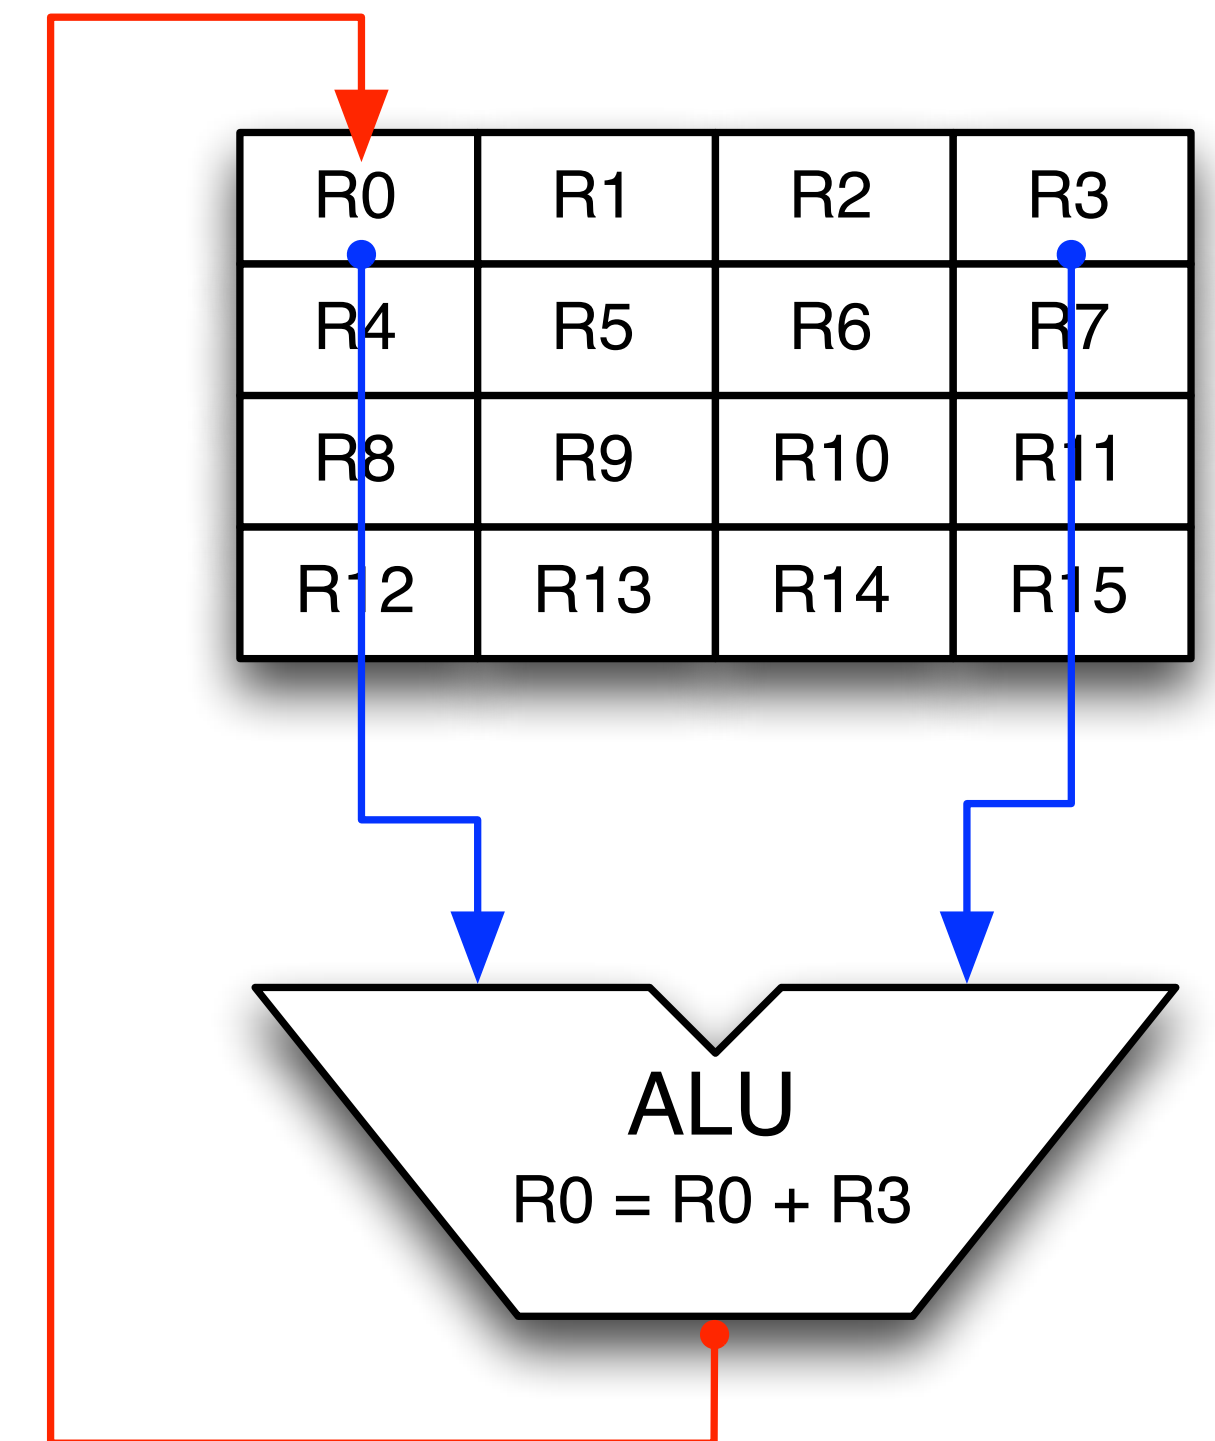 R0 R1 R2 R3
R4 R5 R6 R7
R8 R9 R10 R11
R12 R13 R14 R15
ALU
R0 = R0 + R3